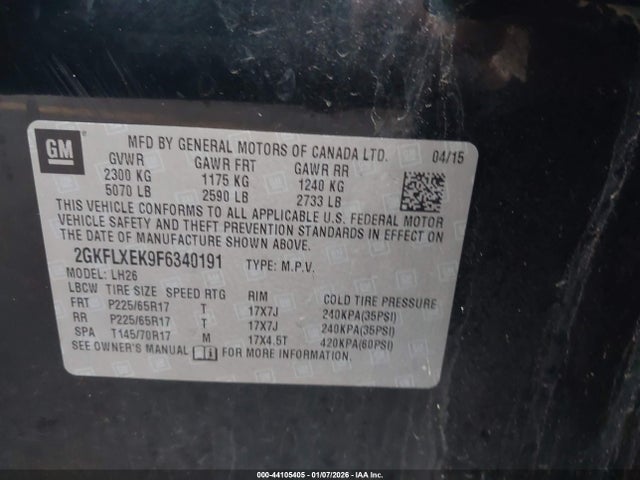 GM
MFD BY GENERAL MOTORS OF CANADA LTD. 04/15
GVWR GAWR FRT GAWR RR
2300 KG 1175 KG 1240 KG
5070 LB 2590 LB 2733 LB
THIS VEHICLE CONFORMS TO ALL APPLICABLE U.S. FEDERAL MOTOR
VEHICLE SAFETY AND THEFT PREVENTION STANDARDS IN EFFECT ON
THE DATE OF MANUFACTURE SHOWN ABOVE.
2GKFLXEK9F6340191 TYPE: M.P.V.
MODEL: LH26
LBCW TIRE SIZE SPEED RTG RIM COLD TIRE PRESSURE
FRT P225/65R17 T 17X7J 240KPA(35PSI)
RR P225/65R17 T 17X7J 240KPA(35PSI)
SPA T145/70R17 M 17X4.5T 420KPA(60PSI)
SEE OWNER'S MANUAL FOR MORE INFORMATION.
000-44105405 | 01/07/2026 | IAA Inc.